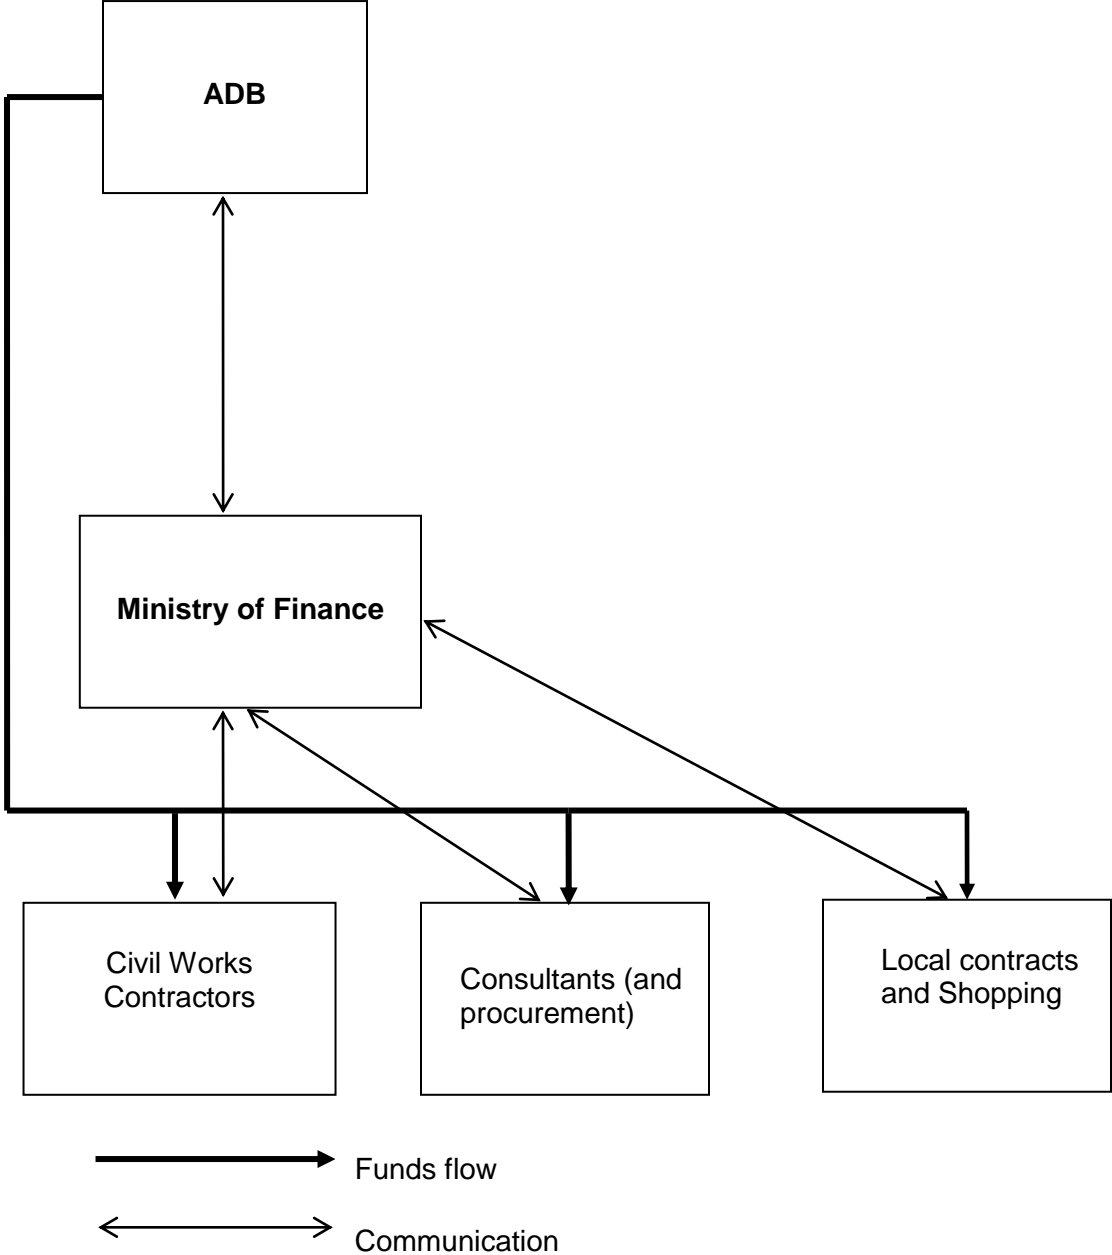 ADB
Ministry of Finance
Civil Works
Contractors
Consultants (and
procurement)
Local contracts
and Shopping
Funds flow
Communication